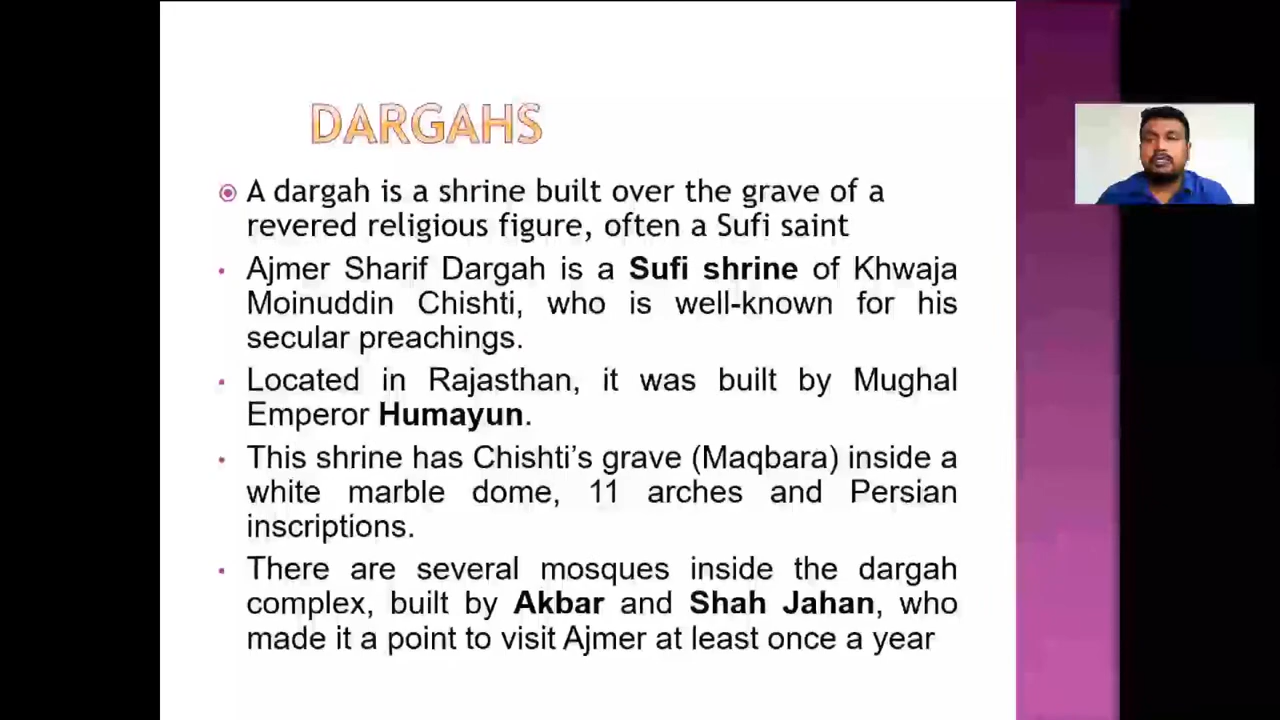 DARGAHS
A dargah is a shrine built over the grave of a
revered religious figure, often a Sufi saint
Ajmer Sharif Dargah is a Sufi shrine of Khwaja
Moinuddin Chishti, who is well-known for his
secular preachings.
Located in Rajasthan, it was built by Mughal
Emperor Humayun.
This shrine has Chishti’s grave (Maqbara) inside a
white marble dome, 11 arches and Persian
inscriptions.
There are several mosques inside the dargah
complex, built by Akbar and Shah Jahan, who
made it a point to visit Ajmer at least once a year